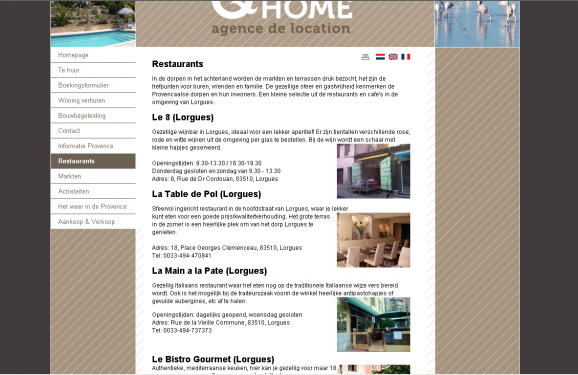 & HOME
agence de location
Homepage
Te huur
Boekingsformulier
Woning verhuren
Bouwbegeleiding
Contact
Informatie Provence
Restaurants
Markten
Activiteiten
Het weer in de Provence
Aankoop & Verkoop
Restaurants
In de dorpen in het achterland worden de markten en terrassen druk bezocht, het zijn de
trefpunten voor buren, vrienden en familie. De gezellige sfeer en gastvrijheid kenmerken de
Provencaalse dorpen en hun inwoners. Een kleine selectie uit de restaurants en cafe's in de
omgeving van Lorgues:
Le 8 (Lorgues)
Gezellige wijnbar in Lorgues, ideaal voor een lekker aperitief! Er zijn tientallen verschillende rose,
rode en witte wijnen uit de omgeving per glas te bestellen. Bij de wijn wordt een schaal met
kleine hapjes geserveerd.
Openingstijden: 9.30-13.30 / 16.30-19.30
Donderdag gesloten en zondag van 9.30 - 13.30
Adres: 8, Rue de Dr Cordouan, 83510, Lorgues
La Table de Pol (Lorgues)
Sfeervol ingericht restaurant in de hoofdstraat van Lorgues, waar je lekker
kunt eten voor een goede prijs/kwaliteitverhouding. Het grote terras
in de zomer is een heerlijke plek om van het dorp Lorgues te
genieten.
Adres: 18, Place Georges Clemenceau, 83510, Lorgues
Tel: 0033-494-470841
La Main a la Pate (Lorgues)
Gezellig Italiaans restaurant waar het eten nog op de traditionele Italiaanse wijze vers bereid
wordt. Ook is het mogelijk bij de traiteurszaak voorin de winkel heerlijke antipastohapjes of
gevulde aubergines, etc af te halen.
Openingstijden: dagelijks geopend, woensdag gesloten
Adres: Rue de la Vieille Commune, 83510, Lorgues
Tel: 0033-494-737373
Le Bistro Gourmet (Lorgues)
Authentieke, mediterraanse keuken, hier kan je gezellig voor maar 18